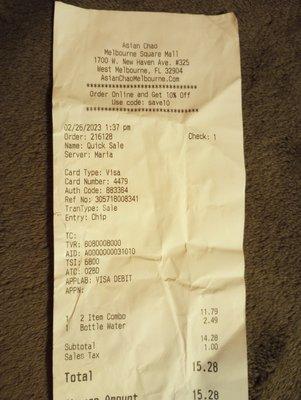 Asian Chao
Melbourne Square Mall
1700 W. New Haven Ave. #325
West Melbourne, FL 32904
AsianChaoMelbourne.Com
********************************
Order Online and Get 10% Off
Use code: save10
********************************
02/26/2023 1:37 pm
Order: 216128 Check: 1
Name: Quick Sale
Server: Maria
Card Type: Visa
Card Number: 4479
Auth Code: 883384
Ref No: 305718008341
TranType: Sale
Entry: Chip
TC:
TVR: 8080008000
AID: A0000000031010
TSI: 6800
ATC: 028D
APPLAB: VISA DEBIT
APPN:
1 2 Item Combo 11.79
1 Bottle Water 2.49
Subtotal 14.28
Sales Tax 1.00
Total 15.28
Amount 15.28